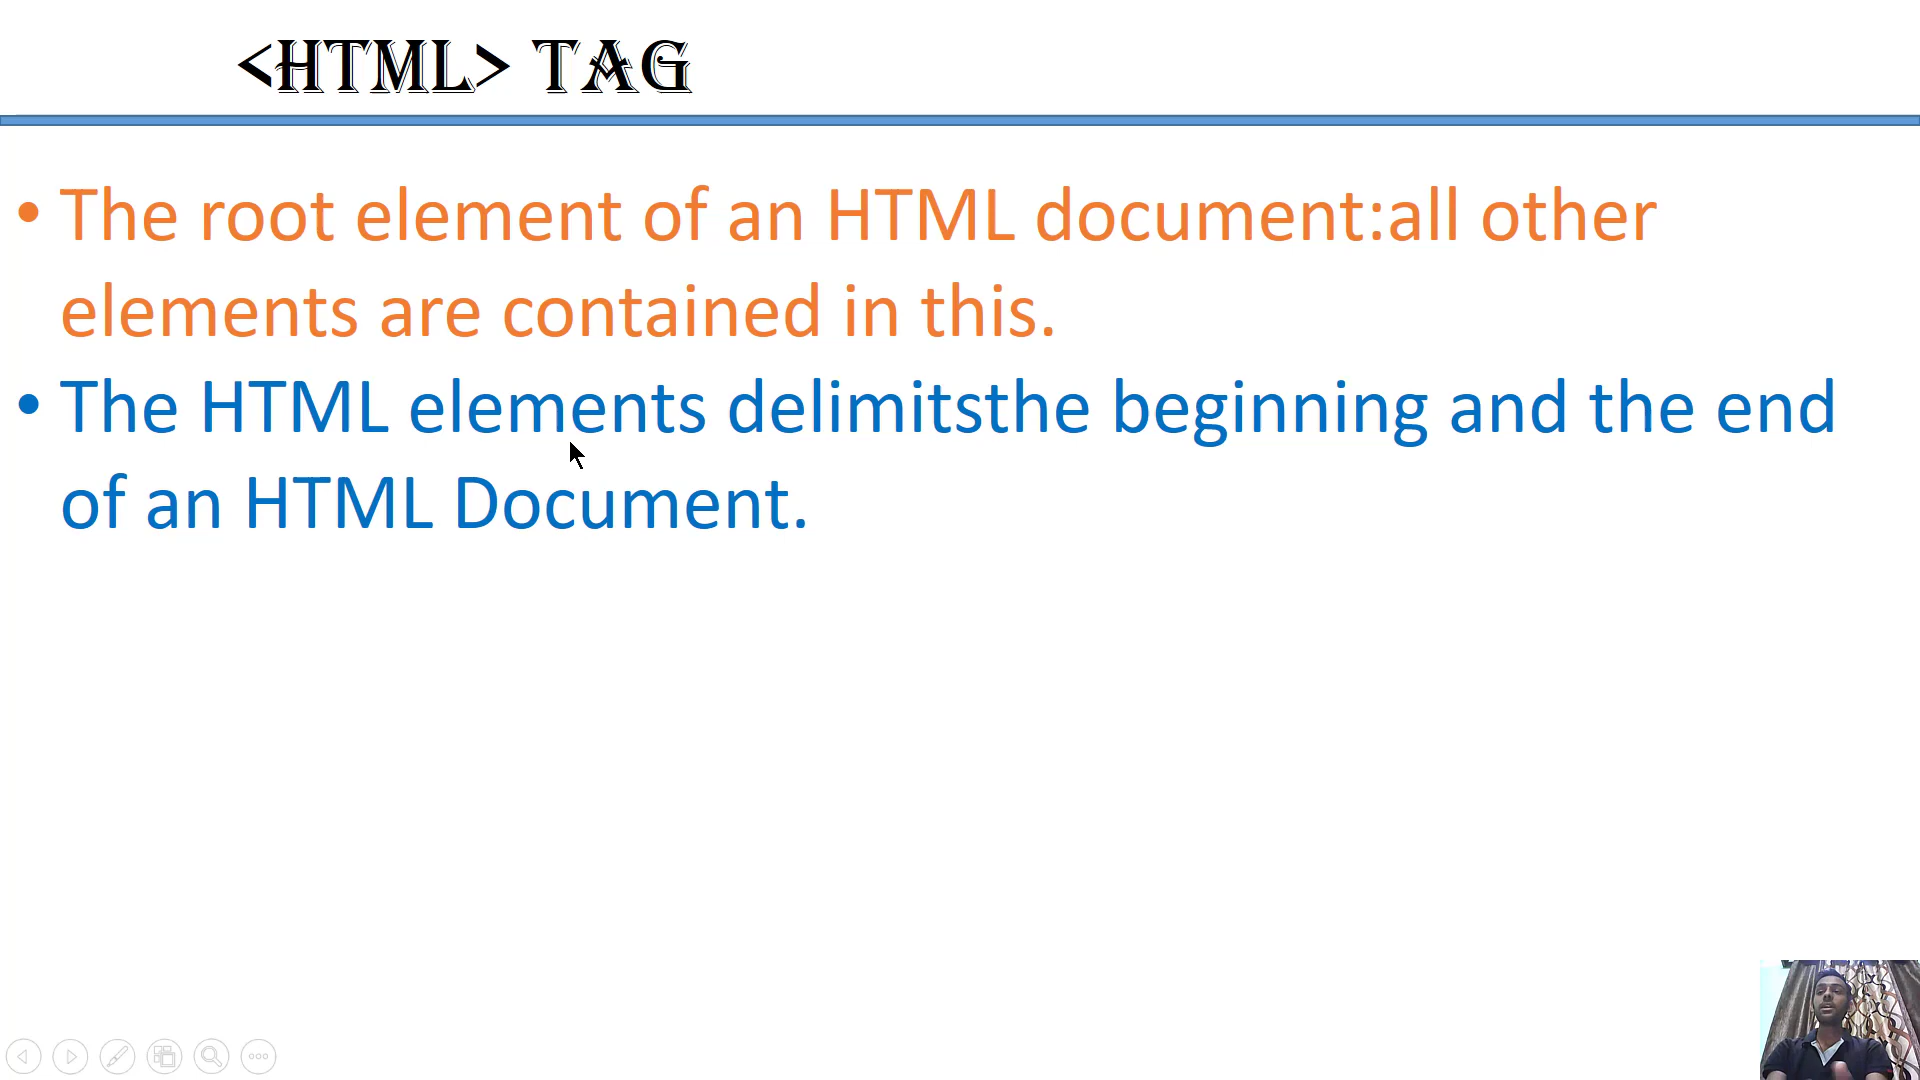 <HTML> TAG
• The root element of an HTML document:all other
elements are contained in this.
• The HTML elements delimitsthe beginning and the end
of an HTML Document.